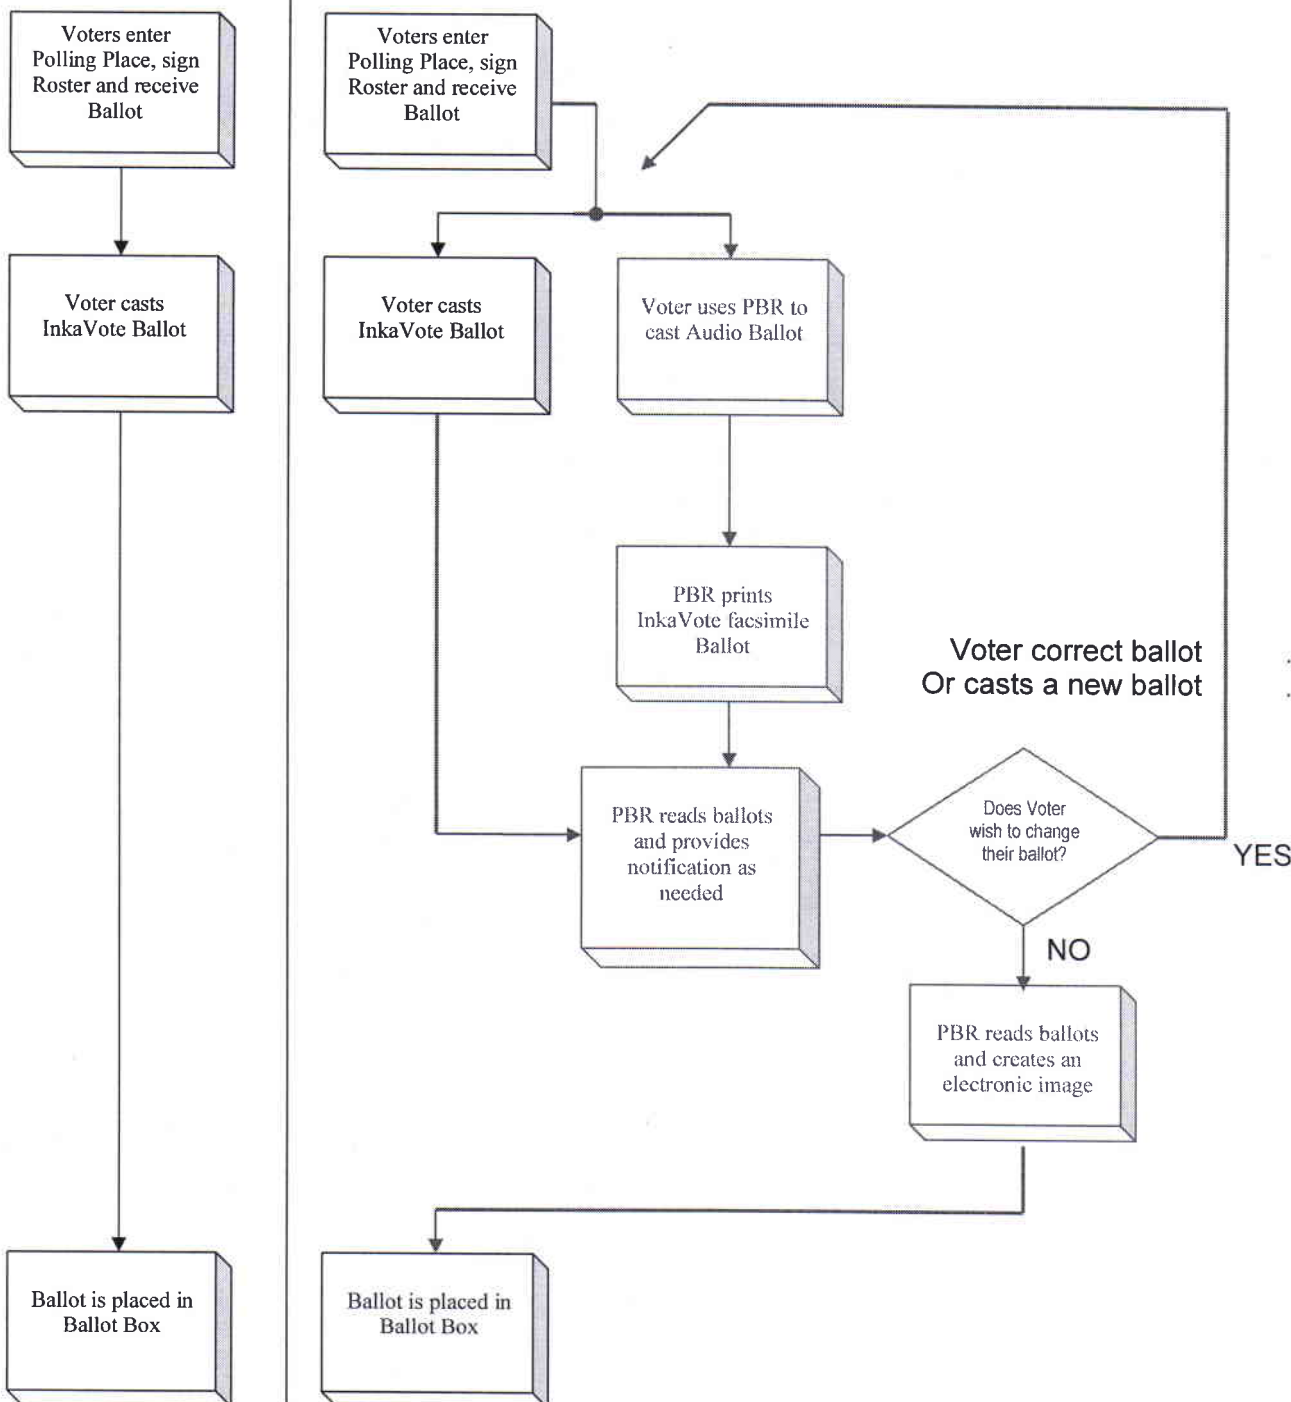 Voters enter
Polling Place, sign
Roster and receive
Ballot
Voter casts
InkaVote Ballot
Ballot is placed in
Ballot Box
Voters enter
Polling Place, sign
Roster and receive
Ballot
Voter casts
InkaVote Ballot
Voter uses PBR to
cast Audio Ballot
PBR prints
InkaVote facsimile
Ballot
Voter correct ballot
Or casts a new ballot
PBR reads ballots
and provides
notification as
needed
Does Voter
wish to change
their ballot?
YES
NO
PBR reads ballots
and creates an
electronic image
Ballot is placed in
Ballot Box